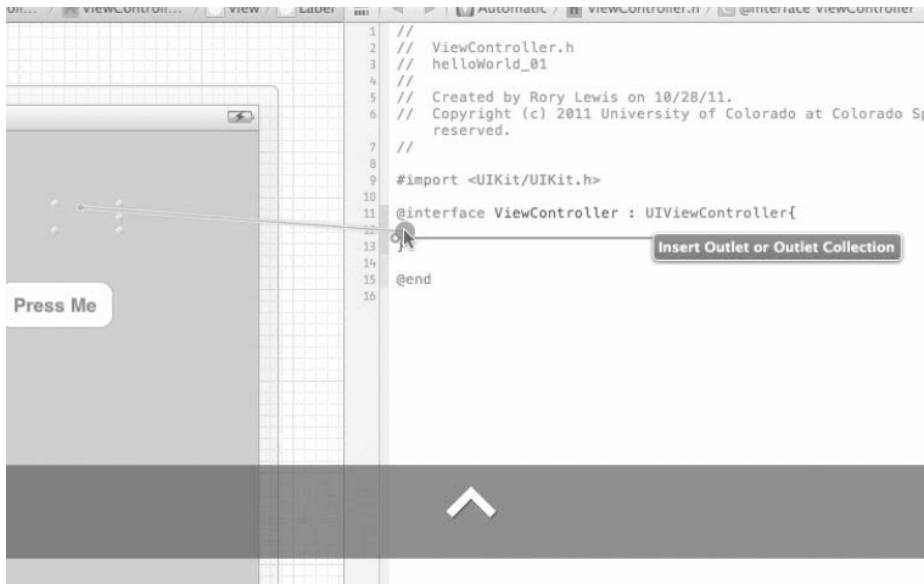 View / Label
Automatic / ViewController.h / @interface ViewController
1 //
2 // ViewController.h
3 // helloWorld_01
4 //
5 // Created by Rory Lewis on 10/28/11.
6 // Copyright (c) 2011 University of Colorado at Colorado
reserved.
7 //
8
9 #import <UIKit/UIKit.h>
10
11 @interface ViewController : UIViewController{
12
Insert Outlet or Outlet Collection
13 }
14
15 @end
16
Press Me